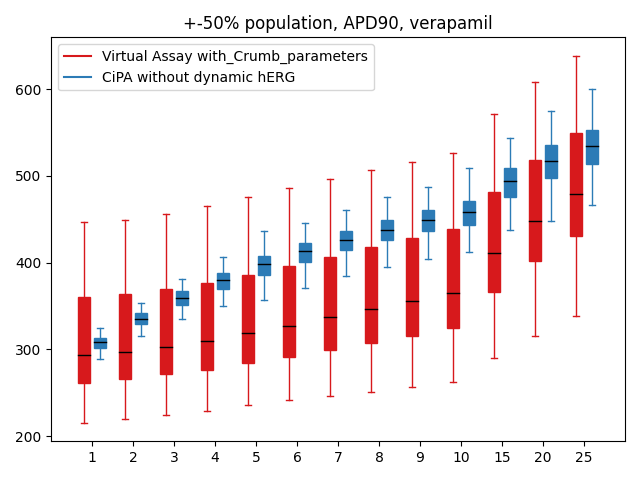 +-50% population, APD90, verapamil
Virtual Assay with_Crumb_parameters
CiPA without dynamic hERG
600
500
400
300
200
1 2 3 4 5 6 7 8 9 10 15 20 25